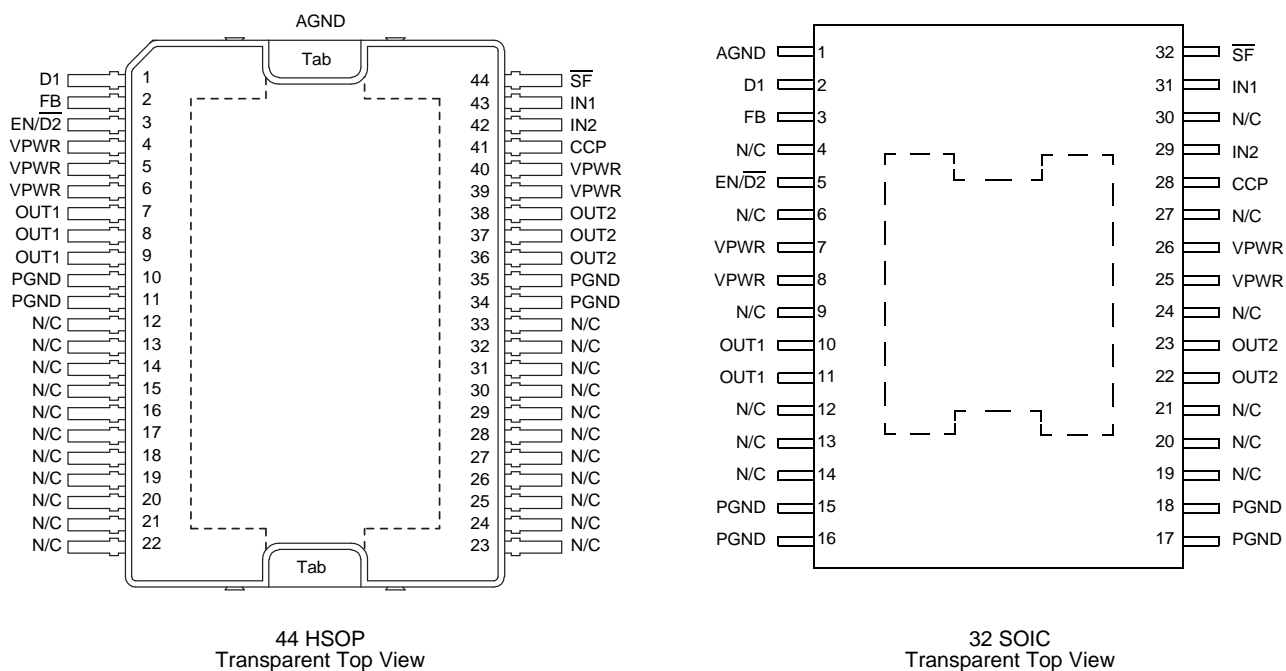 AGND
Tab
D1 1 44 S̅F̅
FB 2 43 IN1
EN/D̅2̅ 3 42 IN2
VPWR 4 41 CCP
VPWR 5 40 VPWR
VPWR 6 39 VPWR
OUT1 7 38 OUT2
OUT1 8 37 OUT2
OUT1 9 36 OUT2
PGND 10 35 PGND
PGND 11 34 PGND
N/C 12 33 N/C
N/C 13 32 N/C
N/C 14 31 N/C
N/C 15 30 N/C
N/C 16 29 N/C
N/C 17 28 N/C
N/C 18 27 N/C
N/C 19 26 N/C
N/C 20 25 N/C
N/C 21 24 N/C
N/C 22 23 N/C
Tab
44 HSOP
Transparent Top View
AGND 1 32 S̅F̅
D1 2 31 IN1
FB 3 30 N/C
N/C 4 29 IN2
EN/D̅2̅ 5 28 CCP
N/C 6 27 N/C
VPWR 7 26 VPWR
VPWR 8 25 VPWR
N/C 9 24 N/C
OUT1 10 23 OUT2
OUT1 11 22 OUT2
N/C 12 21 N/C
N/C 13 20 N/C
N/C 14 19 N/C
PGND 15 18 PGND
PGND 16 17 PGND
32 SOIC
Transparent Top View